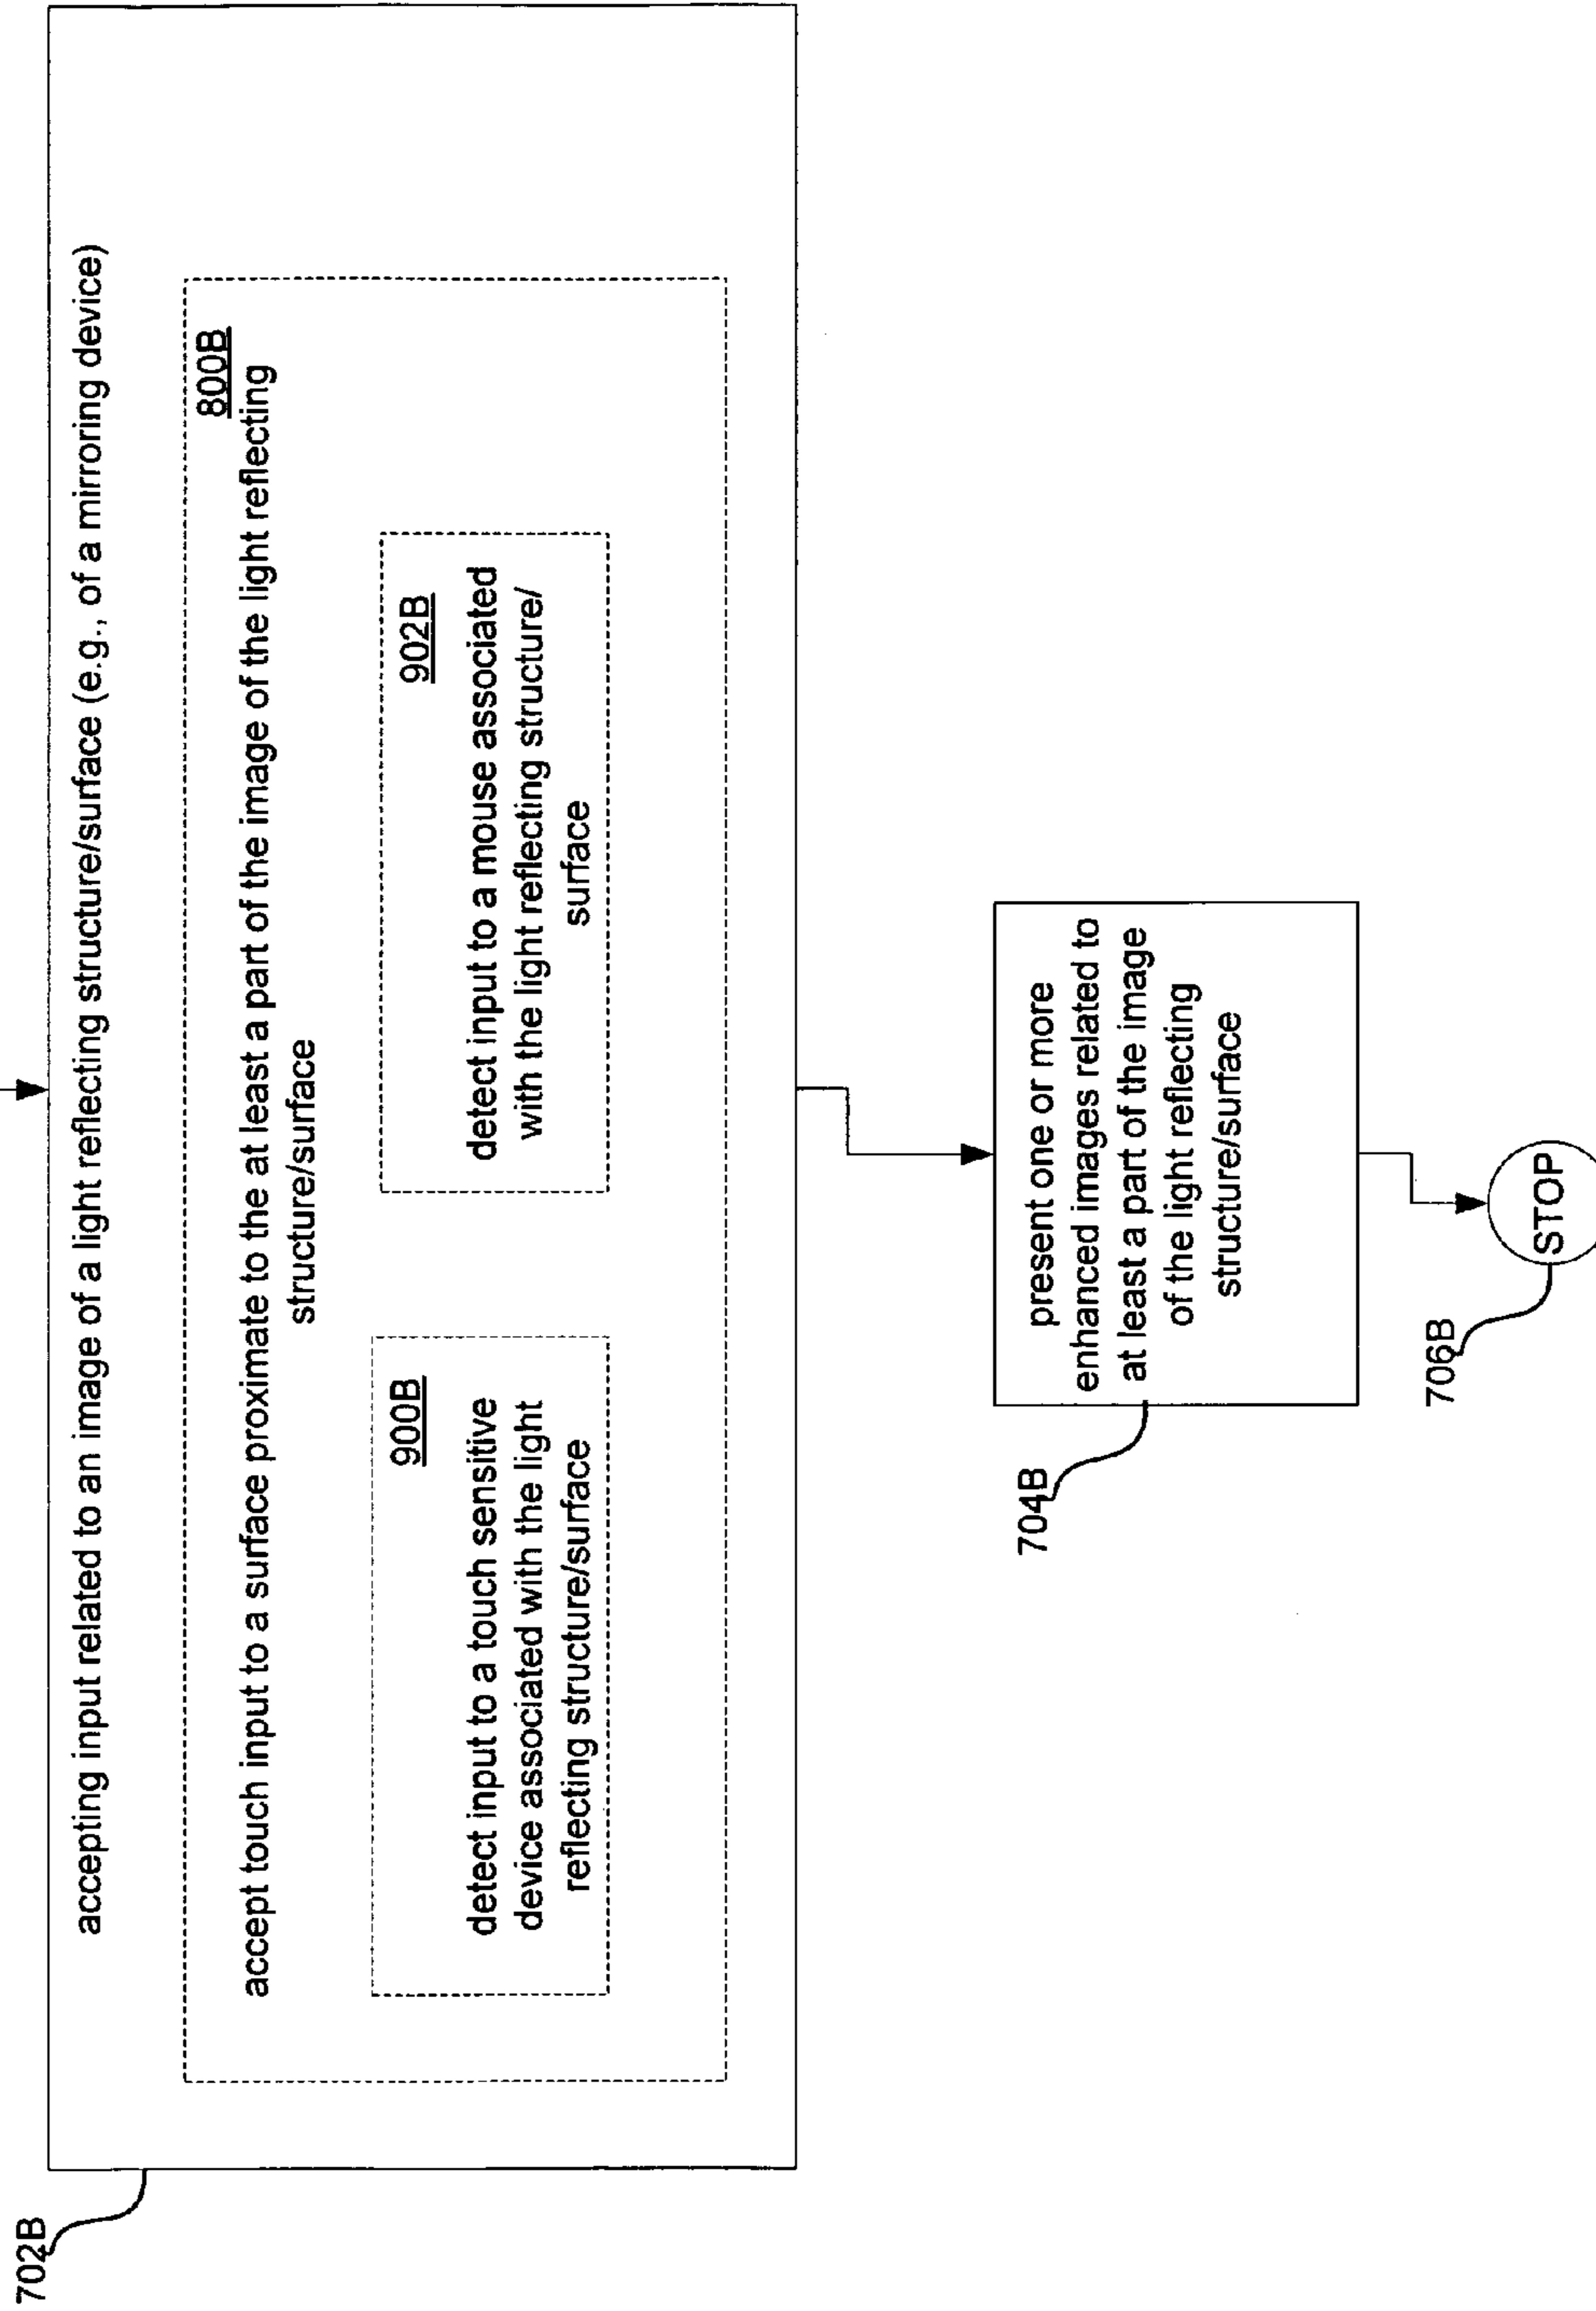 702B
accepting input related to an image of a light reflecting structure/surface (e.g., of a mirroring device)
800B
accept touch input to a surface proximate to the at least a part of the image of the light reflecting
structure/surface
900B
detect input to a touch sensitive
device associated with the light
reflecting structure/surface
902B
detect input to a mouse associated
with the light reflecting structure/
surface
704B
present one or more
enhanced images related to
at least a part of the image
of the light reflecting
structure/surface
706B
STOP